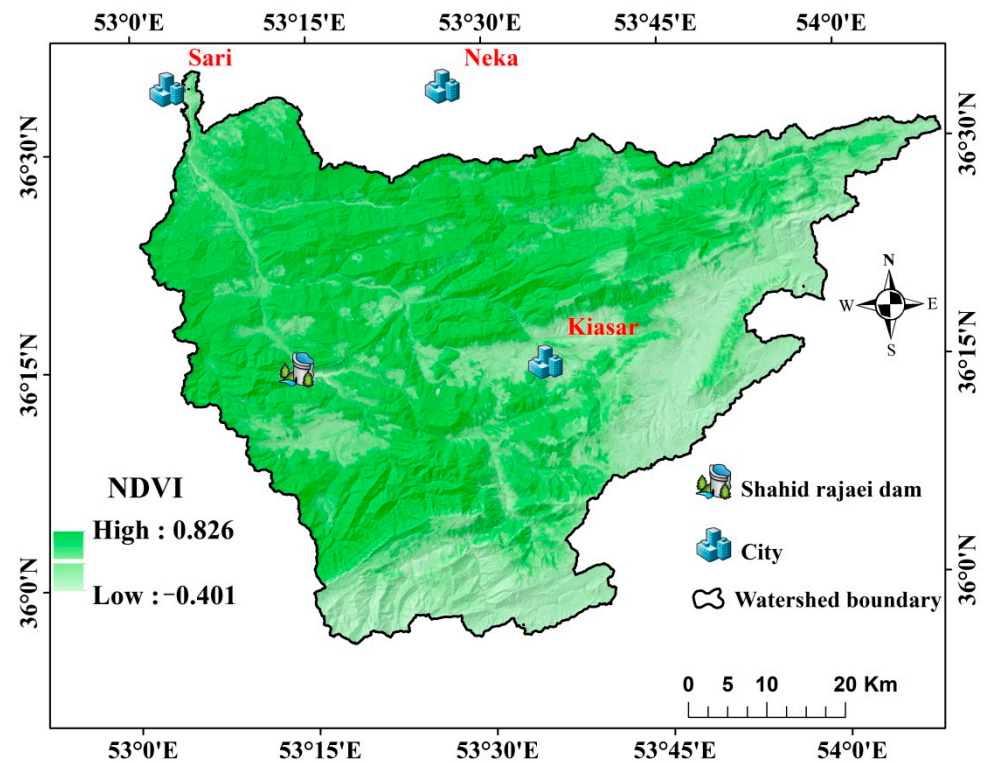 53°0'E 53°15'E 53°30'E 53°45'E 54°0'E
Sari
Neka
36°30'N
36°30'N
N
W E
S
Kiasar
36°15'N
36°15'N
NDVI
High : 0.826
Low : −0.401
Shahid rajaei dam
City
Watershed boundary
36°0'N
36°0'N
0 5 10 20 Km
53°0'E 53°15'E 53°30'E 53°45'E 54°0'E